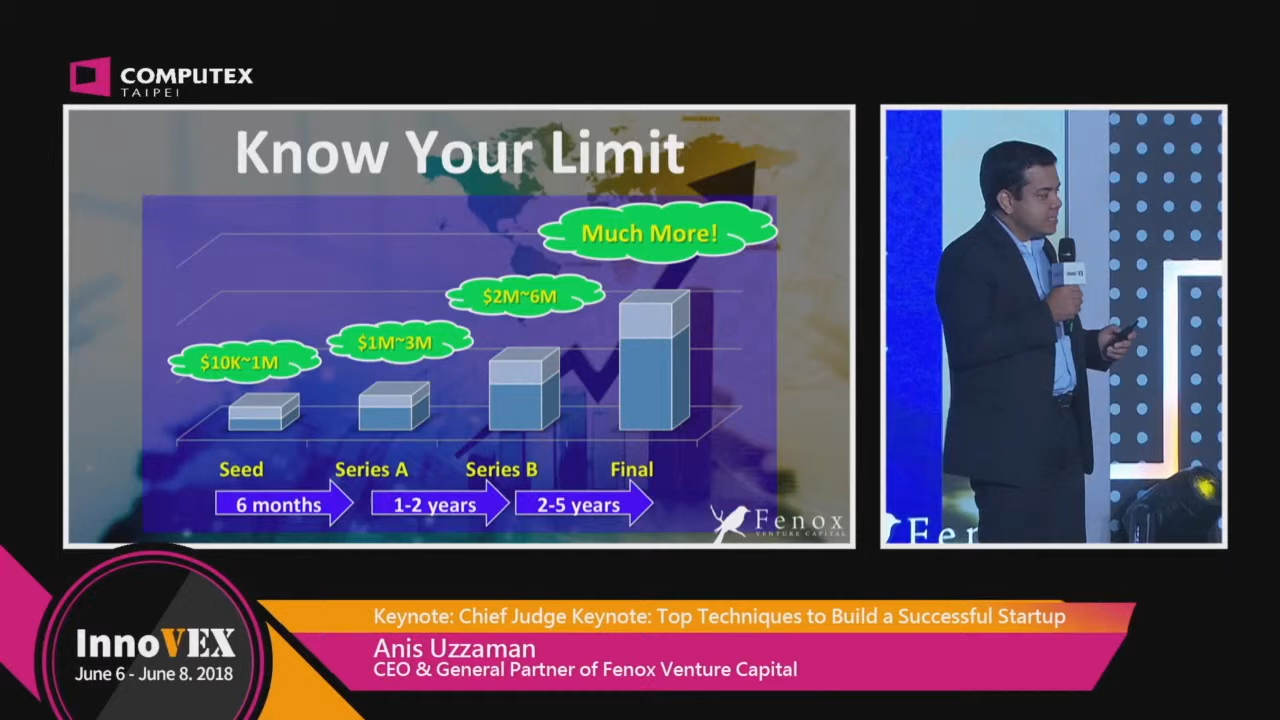 COMPUTEX
TAIPEI
Know Your Limit
Much More!
$2M~6M
$1M~3M
$10K~1M
Seed
Series A
Series B
Final
6 months
1-2 years
2-5 years
Fenox
VENTURE CAPITAL
InnoVEX
Fen
InnoVEX
June 6 - June 8. 2018
Keynote: Chief Judge Keynote: Top Techniques to Build a Successful Startup
Anis Uzzaman
CEO & General Partner of Fenox Venture Capital